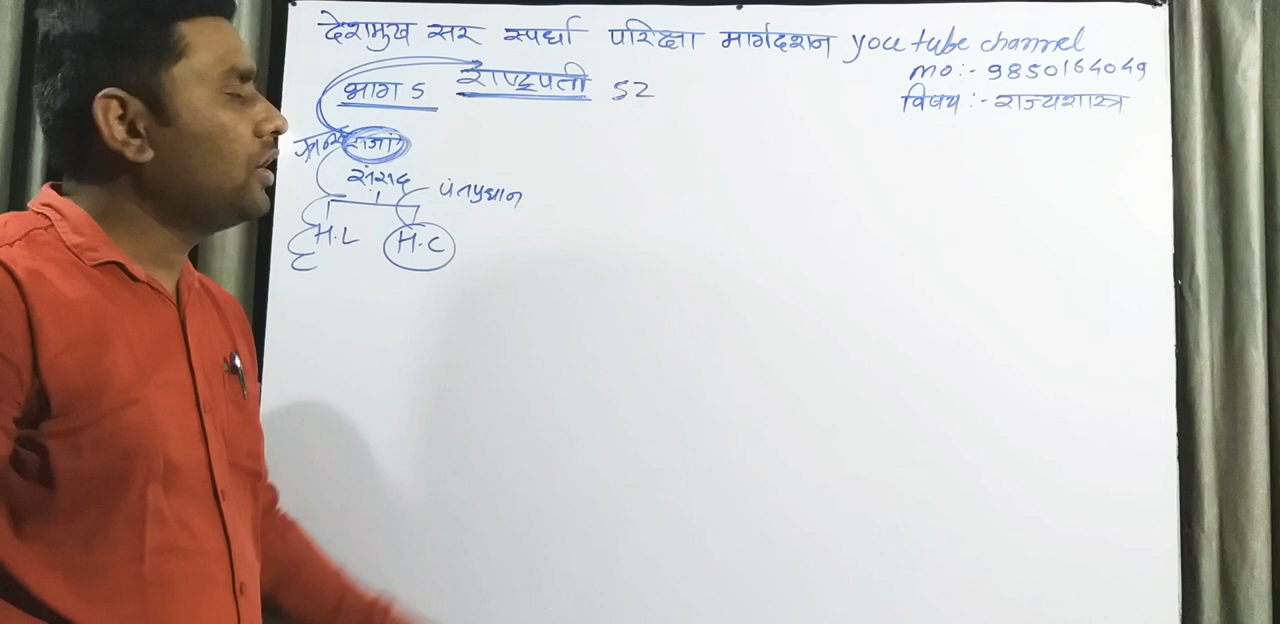 देशमुख सर स्पर्धा परिक्षा मार्गदर्शन you tube channel
mo:- 9850164049
भाग 5 राष्ट्रपती 52
विषय:- राज्यशास्त्र
राजा
संसद पंतप्रधान
H.L H.C